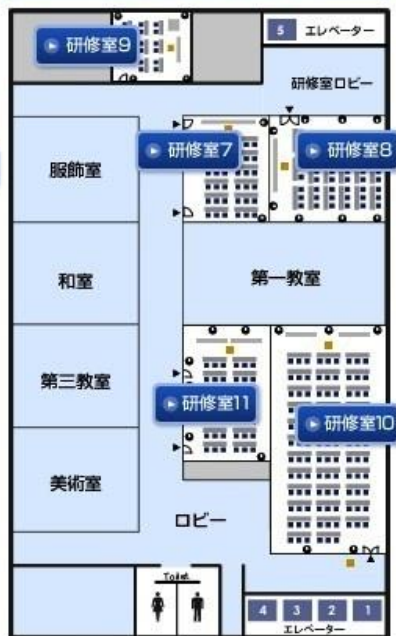 5 エレベーター
研修室9
研修室ロビー
研修室7
研修室8
服飾室
和室
第一教室
第三教室
研修室11
研修室10
美術室
ロビー
Toilet
4 3 2 1
エレベーター